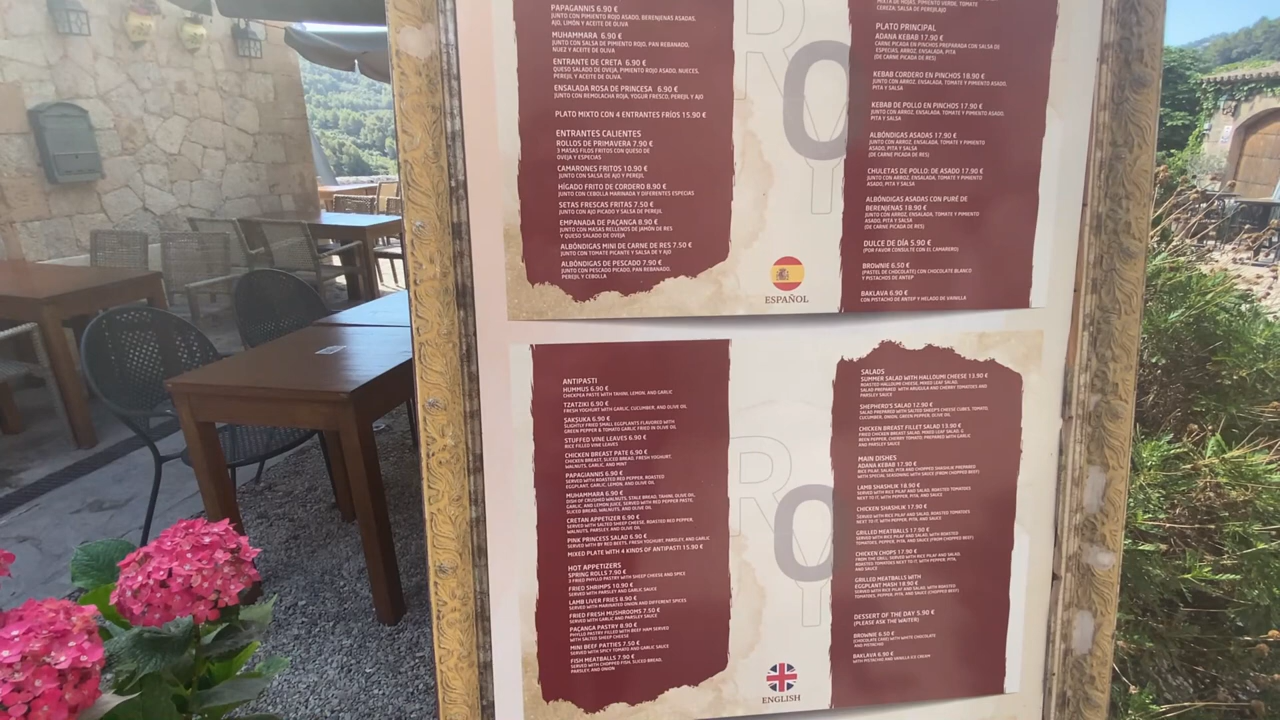 PAPAGANNIS 6.90 €
JUNTO CON PIMIENTO ROJO ASADO, BERENJENAS ASADAS,
AJO, LIMÓN Y ACEITE DE OLIVA
MUHAMMARA 6.90 €
JUNTO CON SALSA DE PIMIENTO ROJO, PAN REBANADO,
NUEZ Y ACEITE DE OLIVA
ENTRANTE DE CRETA 6.90 €
QUESO SALADO DE OVEJA, PIMIENTO ROJO ASADO, NUECES,
PEREJIL Y ACEITE DE OLIVA.
ENSALADA ROSA DE PRINCESA 6.90 €
JUNTO CON REMOLACHA ROJA, YOGUR FRESCO, PEREJIL Y AJO
PLATO MIXTO CON 4 ENTRANTES FRÍOS 15.90 €
ENTRANTES CALIENTES
ROLLOS DE PRIMAVERA 7.90 €
3 MASAS FILOS FRITOS CON QUESO DE
OVEJA Y ESPECIAS
CAMARONES FRITOS 10.90 €
JUNTO CON SALSA DE AJO Y PEREJIL
HÍGADO FRITO DE CORDERO 8.90 €
JUNTO CON CEBOLLA MARINADA Y DIFERENTES ESPECIAS
SETAS FRESCAS FRITAS 7.50 €
JUNTO CON AJO PICADO Y SALSA DE PEREJIL
EMPANADA DE PAÇANGA 8.90 €
JUNTO CON MASAS RELLENOS DE JAMÓN DE RES
Y QUESO SALADO DE OVEJA
ALBÓNDIGAS MINI DE CARNE DE RES 7.50 €
JUNTO CON TOMATE PICANTE Y SALSA DE Y AJO
ALBÓNDIGAS DE PESCADO 7.90 €
JUNTO CON PESCADO PICADO, PAN REBANADO,
PEREJIL Y CEBOLLA
ESPAÑOL
CEREZA; SALSA DE PEREJILAJO
PLATO PRINCIPAL
ADANA KEBAB 17.90 €
CARNE PICADA EN PINCHOS PREPARADA CON SALSA DE
ESPECIAS, ARROZ, ENSALADA, PITA
(DE CARNE PICADA DE RES)
KEBAB CORDERO EN PINCHOS 18.90 €
JUNTO CON ARROZ, ENSALADA, TOMATE Y PIMIENTO ASADO,
PITA Y SALSA
KEBAB DE POLLO EN PINCHOS 17.90 €
JUNTO CON ARROZ, ENSALADA, TOMATE Y PIMIENTO ASADO,
PITA Y SALSA
ALBÓNDIGAS ASADAS 17.90 €
JUNTO CON ARROZ, ENSALADA, TOMATE Y PIMIENTO
ASADO, PITA Y SALSA
(DE CARNE PICADA DE RES)
CHULETAS DE POLLO: DE ASADO 17.90 €
JUNTO CON ARROZ, ENSALADA, TOMATE Y PIMIENTO ASADO,
PITA Y SALSA
ALBÓNDIGAS ASADAS CON PURÉ DE
BERENJENAS 18.90 €
JUNTO CON ARROZ, ENSALADA, TOMATE Y PIMIENTO
ASADO, PITA Y SALSA
(DE CARNE PICADA DE RES)
DULCE DE DÍA 5.90 €
(POR FAVOR CONSULTE CON EL CAMARERO)
BROWNIE 6.50 €
(PASTEL DE CHOCOLATE) CON CHOCOLATE BLANCO
Y PISTACHOS DE ANTEP
BAKLAVA 6.90 €
CON PISTACHO DE ANTEP Y HELADO DE VAINILLA
ANTIPASTI
HUMMUS 6.90 €
CHICKPEA PASTE WITH TAHINI, LEMON, AND GARLIC
TZATZIKI 6.90 €
FRESH YOGHURT WITH GARLIC, CUCUMBER, AND OLIVE OIL
SAKSUKA 6.90 €
SLIGHTLY FRIED SMALL EGGPLANTS FLAVORED WITH
GREEN PEPPER & TOMATO GARLIC FRIED IN OLIVE OIL
STUFFED VINE LEAVES 6.90 €
RICE FILLED VINE LEAVES
CHICKEN BREAST PATE 6.90 €
CHICKEN BREAST, SLICED BREAD, FRESH YOGHURT,
WALNUTS, GARLIC, AND MINT
PAPAGIANNIS 6.90 €
SERVED WITH ROASTED RED PEPPER, ROASTED
EGGPLANT, GARLIC, LEMON, AND OLIVE OIL
MUHAMMARA 6.90 €
DISH OF CRUSHED WALNUTS, STALE BREAD, TAHINI, OLIVE OIL,
GARLIC, AND LEMON JUICE, SERVED WITH RED PEPPER PASTE,
SLICED BREAD, WALNUTS, AND OLIVE OIL
CRETAN APPETIZER 6.90 €
SERVED WITH SALTED SHEEP CHEESE, ROASTED RED PEPPER,
WALNUTS, PARSLEY, AND OLIVE OIL
PINK PRINCESS SALAD 6.90 €
SERVED WITH BY RED BEETS, FRESH YOGHURT, PARSLEY, AND GARLIC
MIXED PLATE WITH 4 KINDS OF ANTIPASTI 15.90 €
HOT APPETIZERS
SPRING ROLLS 7.90 €
3 FRIED PHYLLO PASTRY WITH SHEEP CHEESE AND SPICE
FRIED SHRIMPS 10.90 €
SERVED WITH PARSLEY AND GARLIC SAUCE
LAMB LIVER FRIES 8.90 €
SERVED WITH MARINATED ONION AND DIFFERENT SPICES
FRIED FRESH MUSHROOMS 7.50 €
SERVED WITH GARLIC AND PARSLEY SAUCE
PAÇANGA PASTRY 8.90 €
PHYLLO PASTRY FILLED WITH BEEF HAM SERVED
WITH SALTED SHEEP CHEESE
MINI BEEF PATTIES 7.50 €
SERVED WITH SPICY TOMATO AND GARLIC SAUCE
FISH MEATBALLS 7.90 €
SERVED WITH CHOPPED FISH, SLICED BREAD,
PARSLEY, AND ONION
ENGLISH
SALADS
SUMMER SALAD WITH HALLOUMI CHEESE 13.90 €
ROASTED HALLOUMI CHEESE, MIXED LEAF SALAD,
SALAD PREPARED WITH ARUGULA AND CHERRY TOMATOES AND
PARSLEY SAUCE
SHEPHERD'S SALAD 12.90 €
SALAD PREPARED WITH SALTED SHEEP'S CHEESE CUBES, TOMATO,
CUCUMBER, ONION, GREEN PEPPER, OLIVE OIL
CHICKEN BREAST FILLET SALAD 13.90 €
FRIED CHICKEN BREAST SALAD, MIXED LEAF SALAD, G
REEN PEPPER, CHERRY TOMATO, PREPARED WITH GARLIC
AND PARSLEY SAUCE
MAIN DISHES
ADANA KEBAB 17.90 €
RICE PILAF, SALAD, PITA AND CHOPPED SHASHLIK PREPARED
WITH SPECIAL SEASONING WITH SAUCE (FROM CHOPPED BEEF)
LAMB SHASHLIK 18.90 €
SERVED WITH RICE PILAF AND SALAD, ROASTED TOMATOES
NEXT TO IT, WITH PEPPER, PITA, AND SAUCE
CHICKEN SHASHLIK 17.90 €
SERVED WITH RICE PILAF AND SALAD, ROASTED TOMATOES
NEXT TO IT, WITH PEPPER, PITA, AND SAUCE
GRILLED MEATBALLS 17.90 €
SERVED WITH RICE PILAF AND SALAD, WITH ROASTED
TOMATOES, PEPPER, PITA, AND SAUCE (FROM CHOPPED BEEF)
CHICKEN CHOPS 17.90 €
FROM THE GRILL; SERVED WITH RICE PILAF AND SALAD,
ROASTED TOMATOES NEXT TO IT, WITH PEPPER, PITA,
AND SAUCE
GRILLED MEATBALLS WITH
EGGPLANT MASH 18.90 €
SERVED WITH RICE PILAF AND SALAD, WITH ROASTED
TOMATOES, PEPPER, PITA, AND SAUCE (CHOPPED BEEF)
DESSERT OF THE DAY 5.90 €
(PLEASE ASK THE WAITER)
BROWNIE 6.50 €
(CHOCOLATE CAKE) WITH WHITE CHOCOLATE
AND PISTACHIO
BAKLAVA 6.90 €
WITH PISTACHIO AND VANILLA ICE CREAM